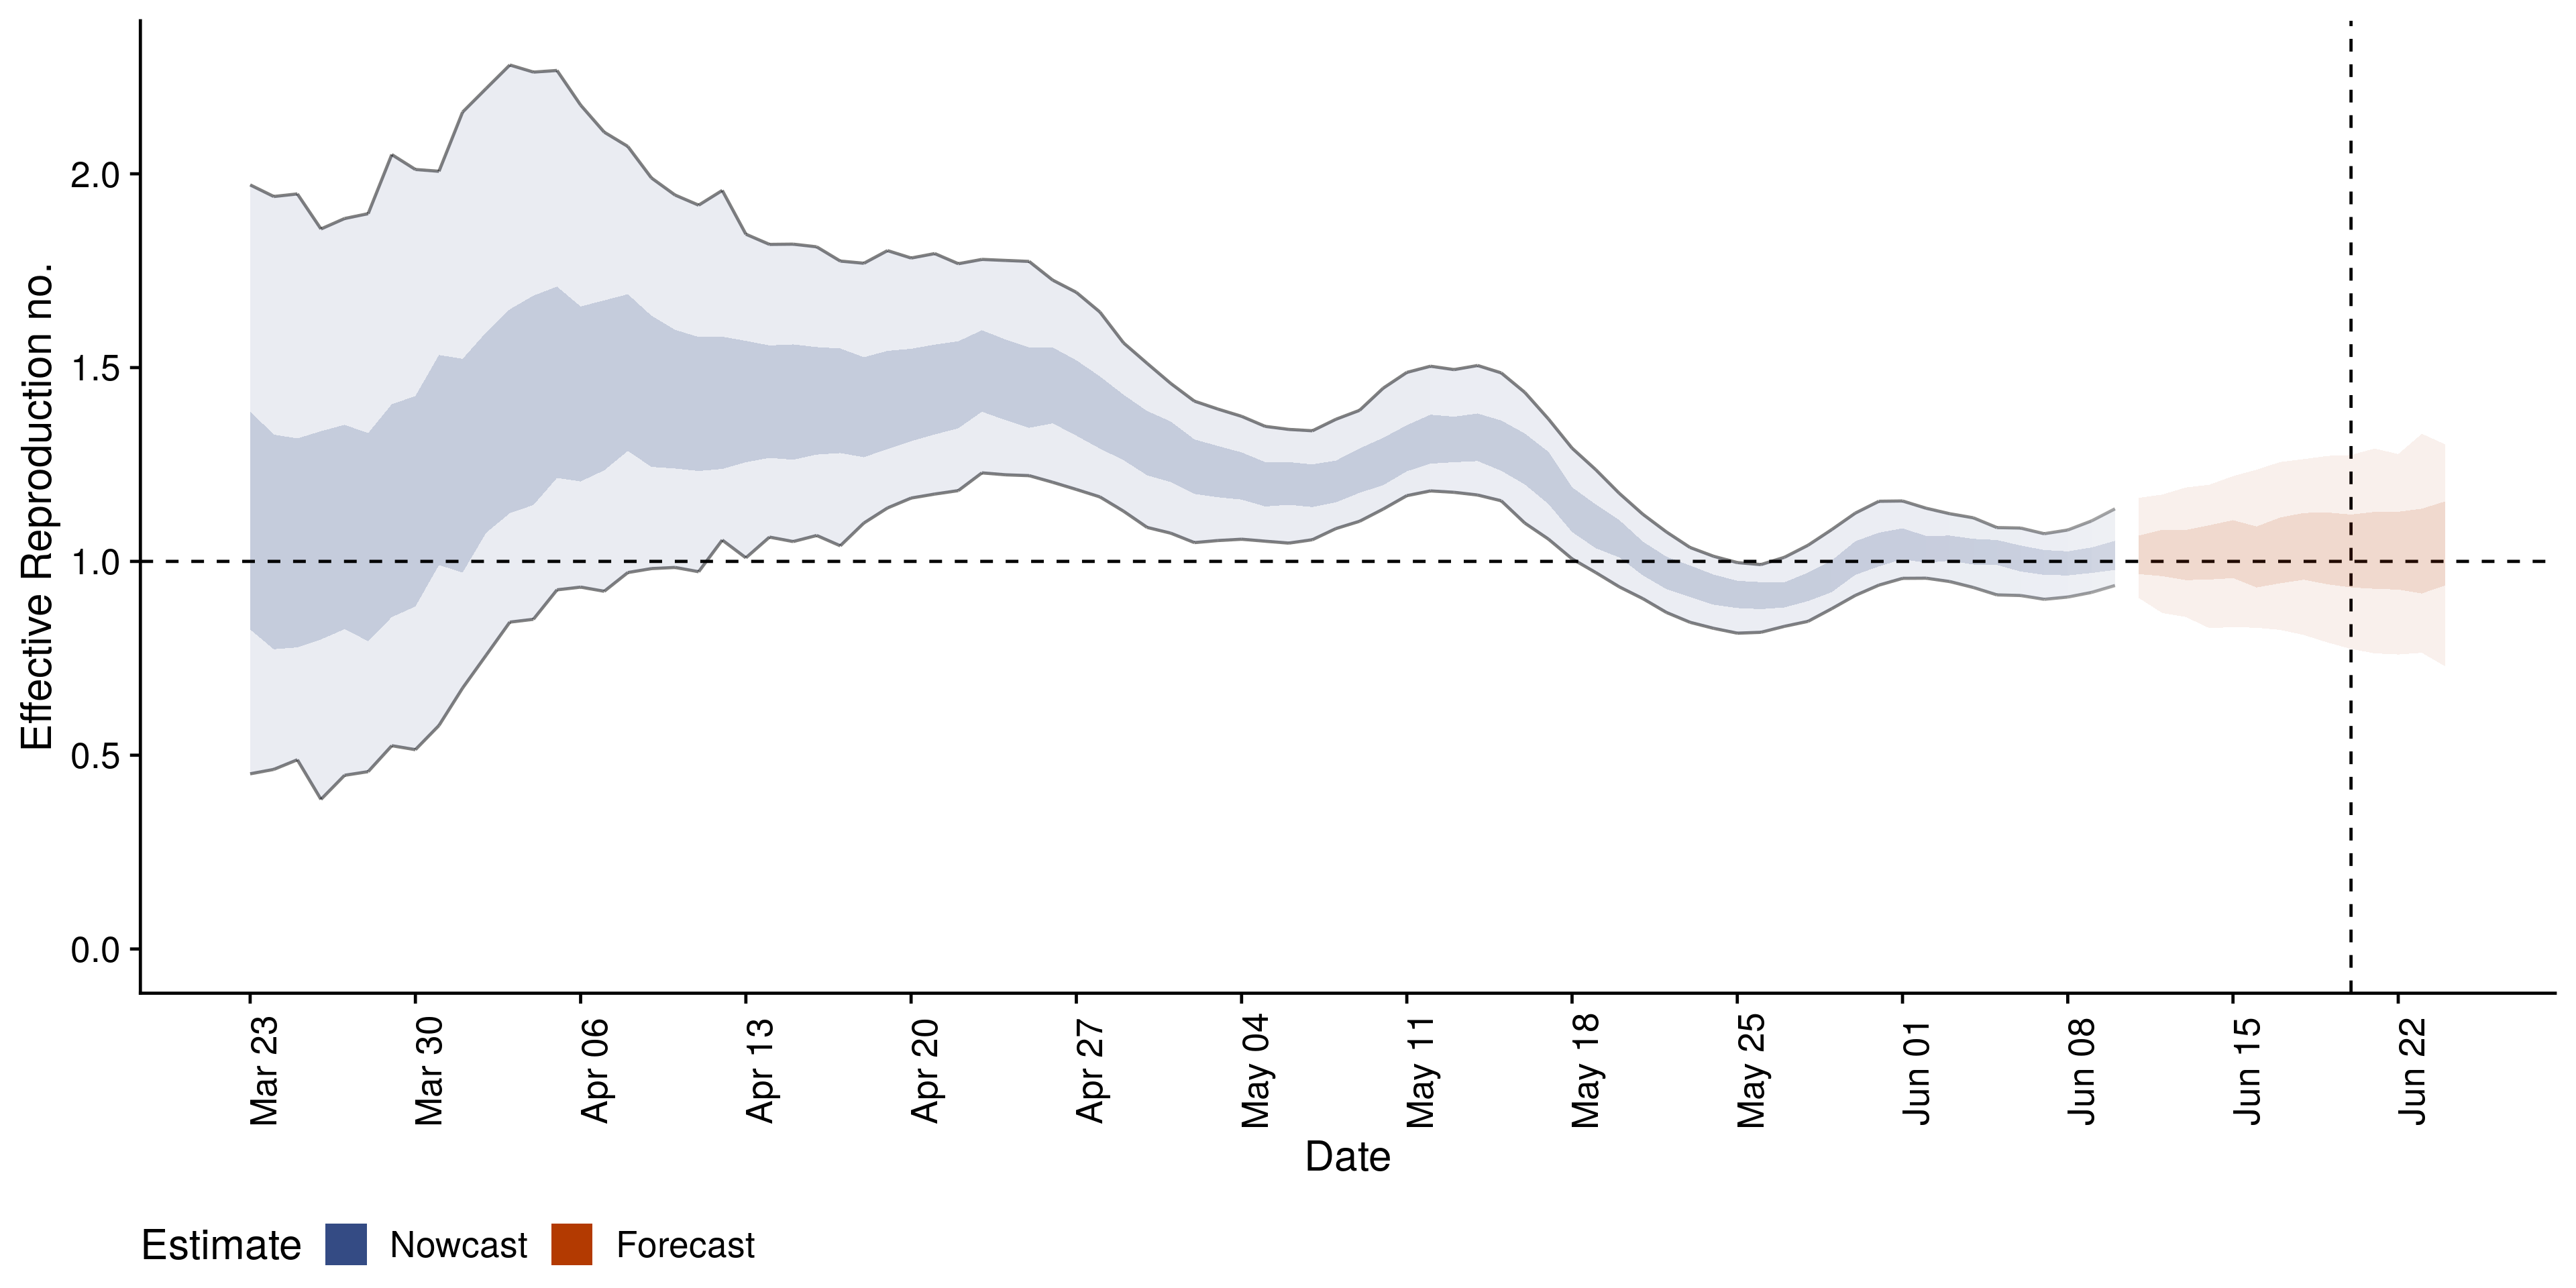 Effective Reproduction no.
2.0
1.5
1.0
0.5
0.0
Mar 23
Mar 30
Apr 06
Apr 13
Apr 20
Apr 27
May 04
May 11
May 18
May 25
Jun 01
Jun 08
Jun 15
Jun 22
Date
Estimate Nowcast Forecast